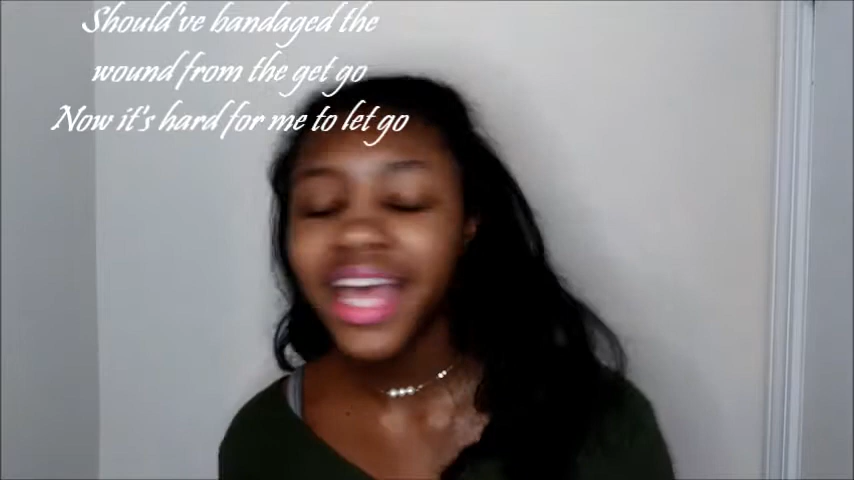 Should've bandaged the
wound from the get go
Now it's hard for me to let go